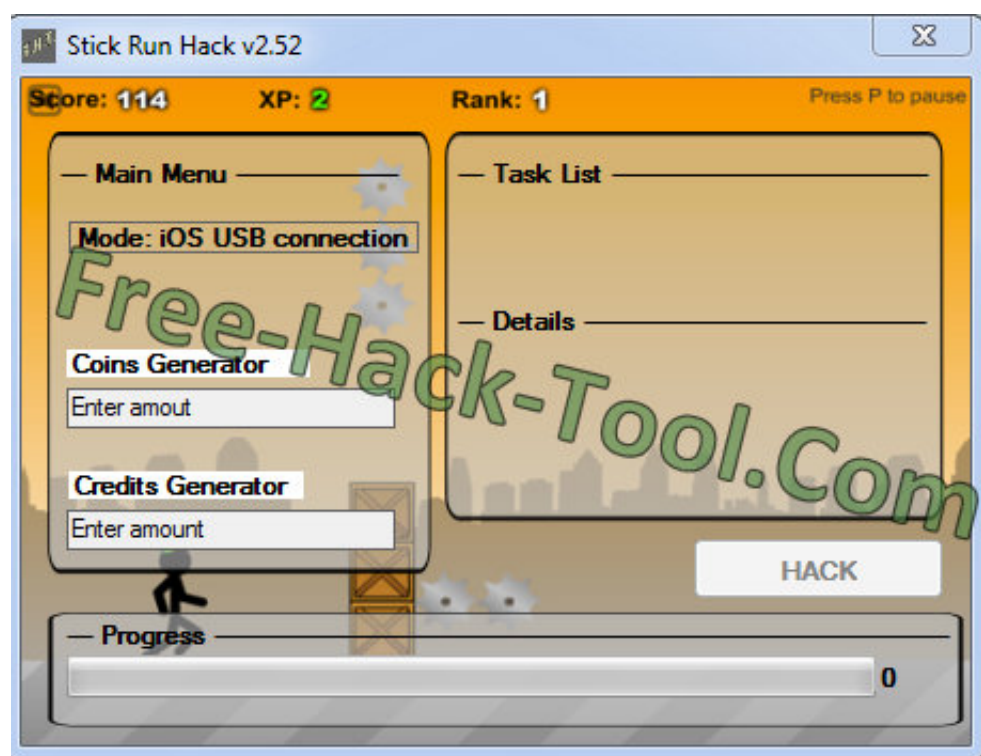 Stick Run Hack v2.52
Score: 114 XP: 2 Rank: 1 Press P to pause
Main Menu
Mode: iOS USB connection
Coins Generator
Enter amout
Credits Generator
Enter amount
Task List
Details
Free-Hack-Tool.Com
HACK
Progress
0